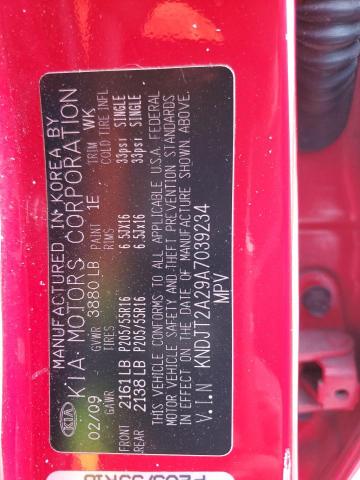 KIA
MANUFACTURED IN KOREA BY
KIA MOTORS CORPORATION
02/09 GVWR 3880 LB PAINT 1E TRIM WK
GAWR TIRES RIMS COLD TIRE INFL
FRONT 2161 LB P205/55R16 6.5JX16 33psi SINGLE
REAR 2138 LB P205/55R16 6.5JX16 33psi SINGLE
THIS VEHICLE CONFORMS TO ALL APPLICABLE U.S.A. FEDERAL
MOTOR VEHICLE SAFETY AND THEFT PREVENTION STANDARDS
IN EFFECT ON THE DATE OF MANUFACTURE SHOWN ABOVE.
V.I.N KNDJT2A29A7039234
MPV